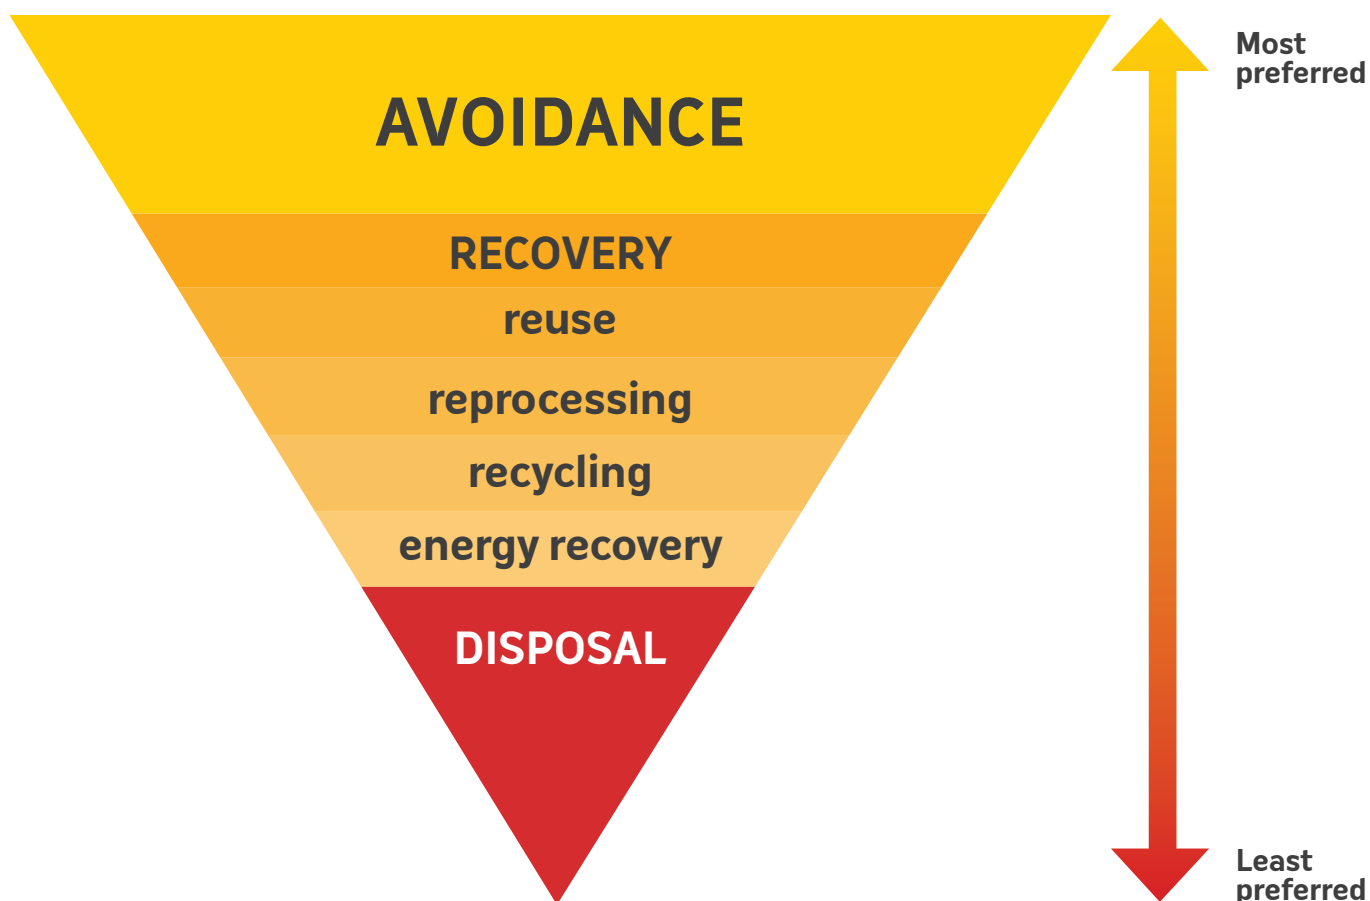 AVOIDANCE
RECOVERY
reuse
reprocessing
recycling
energy recovery
DISPOSAL
Most
preferred
Least
preferred